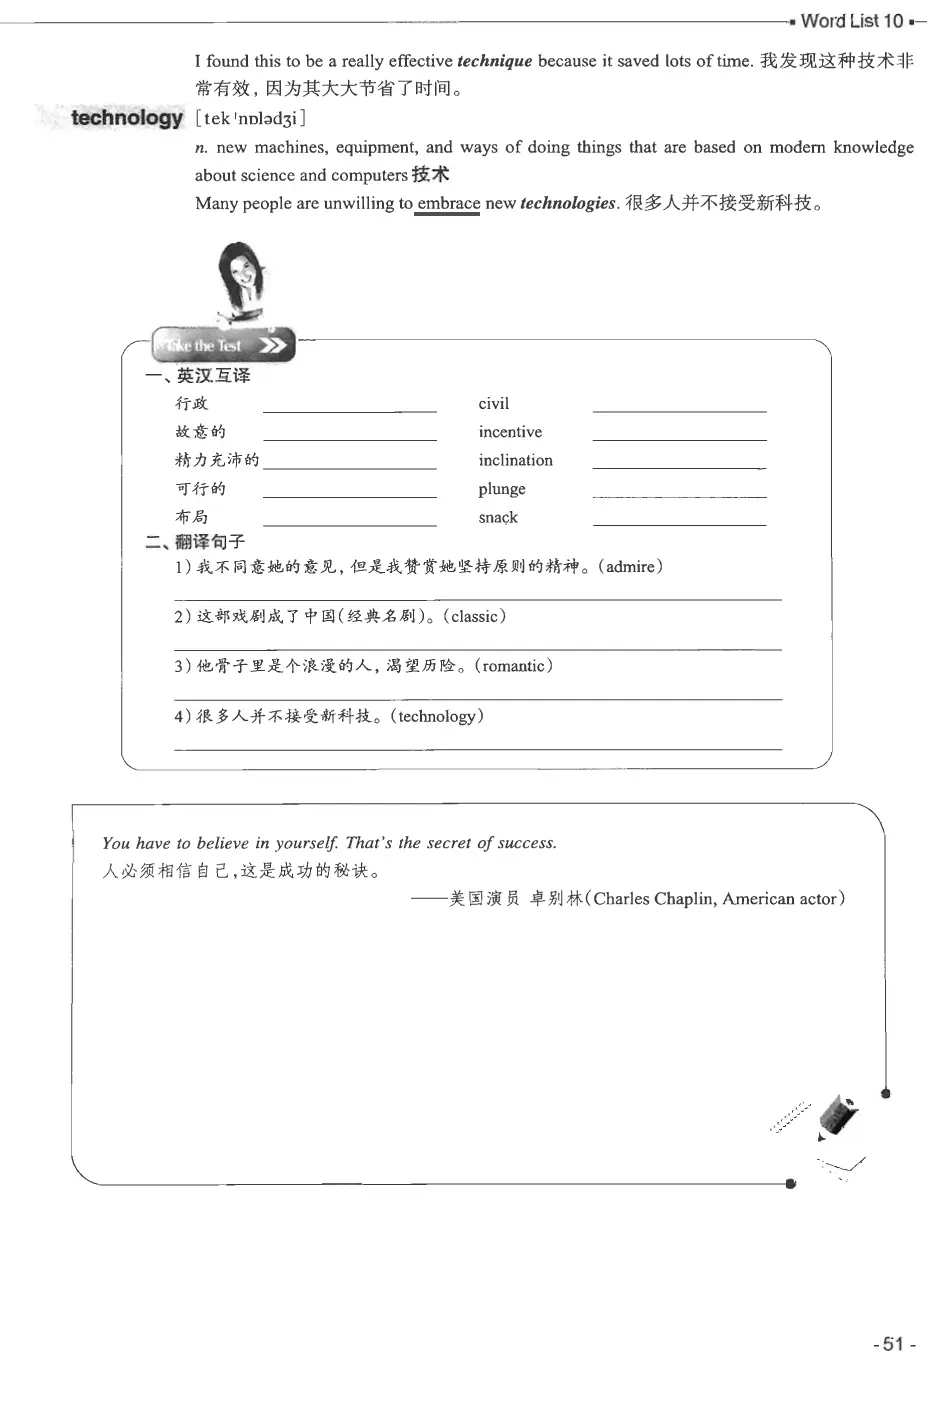 Word List 10
I found this to be a really effective technique because it saved lots of time. 我发现这种技术非
常有效，因为其大大节省了时间。
technology [tekˈnɒlədʒi]
n. new machines, equipment, and ways of doing things that are based on modern knowledge
about science and computers 技术
Many people are unwilling to embrace new technologies. 很多人并不接受新科技。
Take the Test
一、英汉互译
行政 civil
故意的 incentive
精力充沛的 inclination
可行的 plunge
布局 snack
二、翻译句子
1) 我不同意她的意见，但是我赞赏她坚持原则的精神。(admire)
2) 这部戏剧成了中国(经典名剧)。(classic)
3) 他骨子里是个浪漫的人，渴望历险。(romantic)
4) 很多人并不接受新科技。(technology)
You have to believe in yourself. That's the secret of success.
人必须相信自己,这是成功的秘诀。
——美国演员 卓别林(Charles Chaplin, American actor)
- 51 -